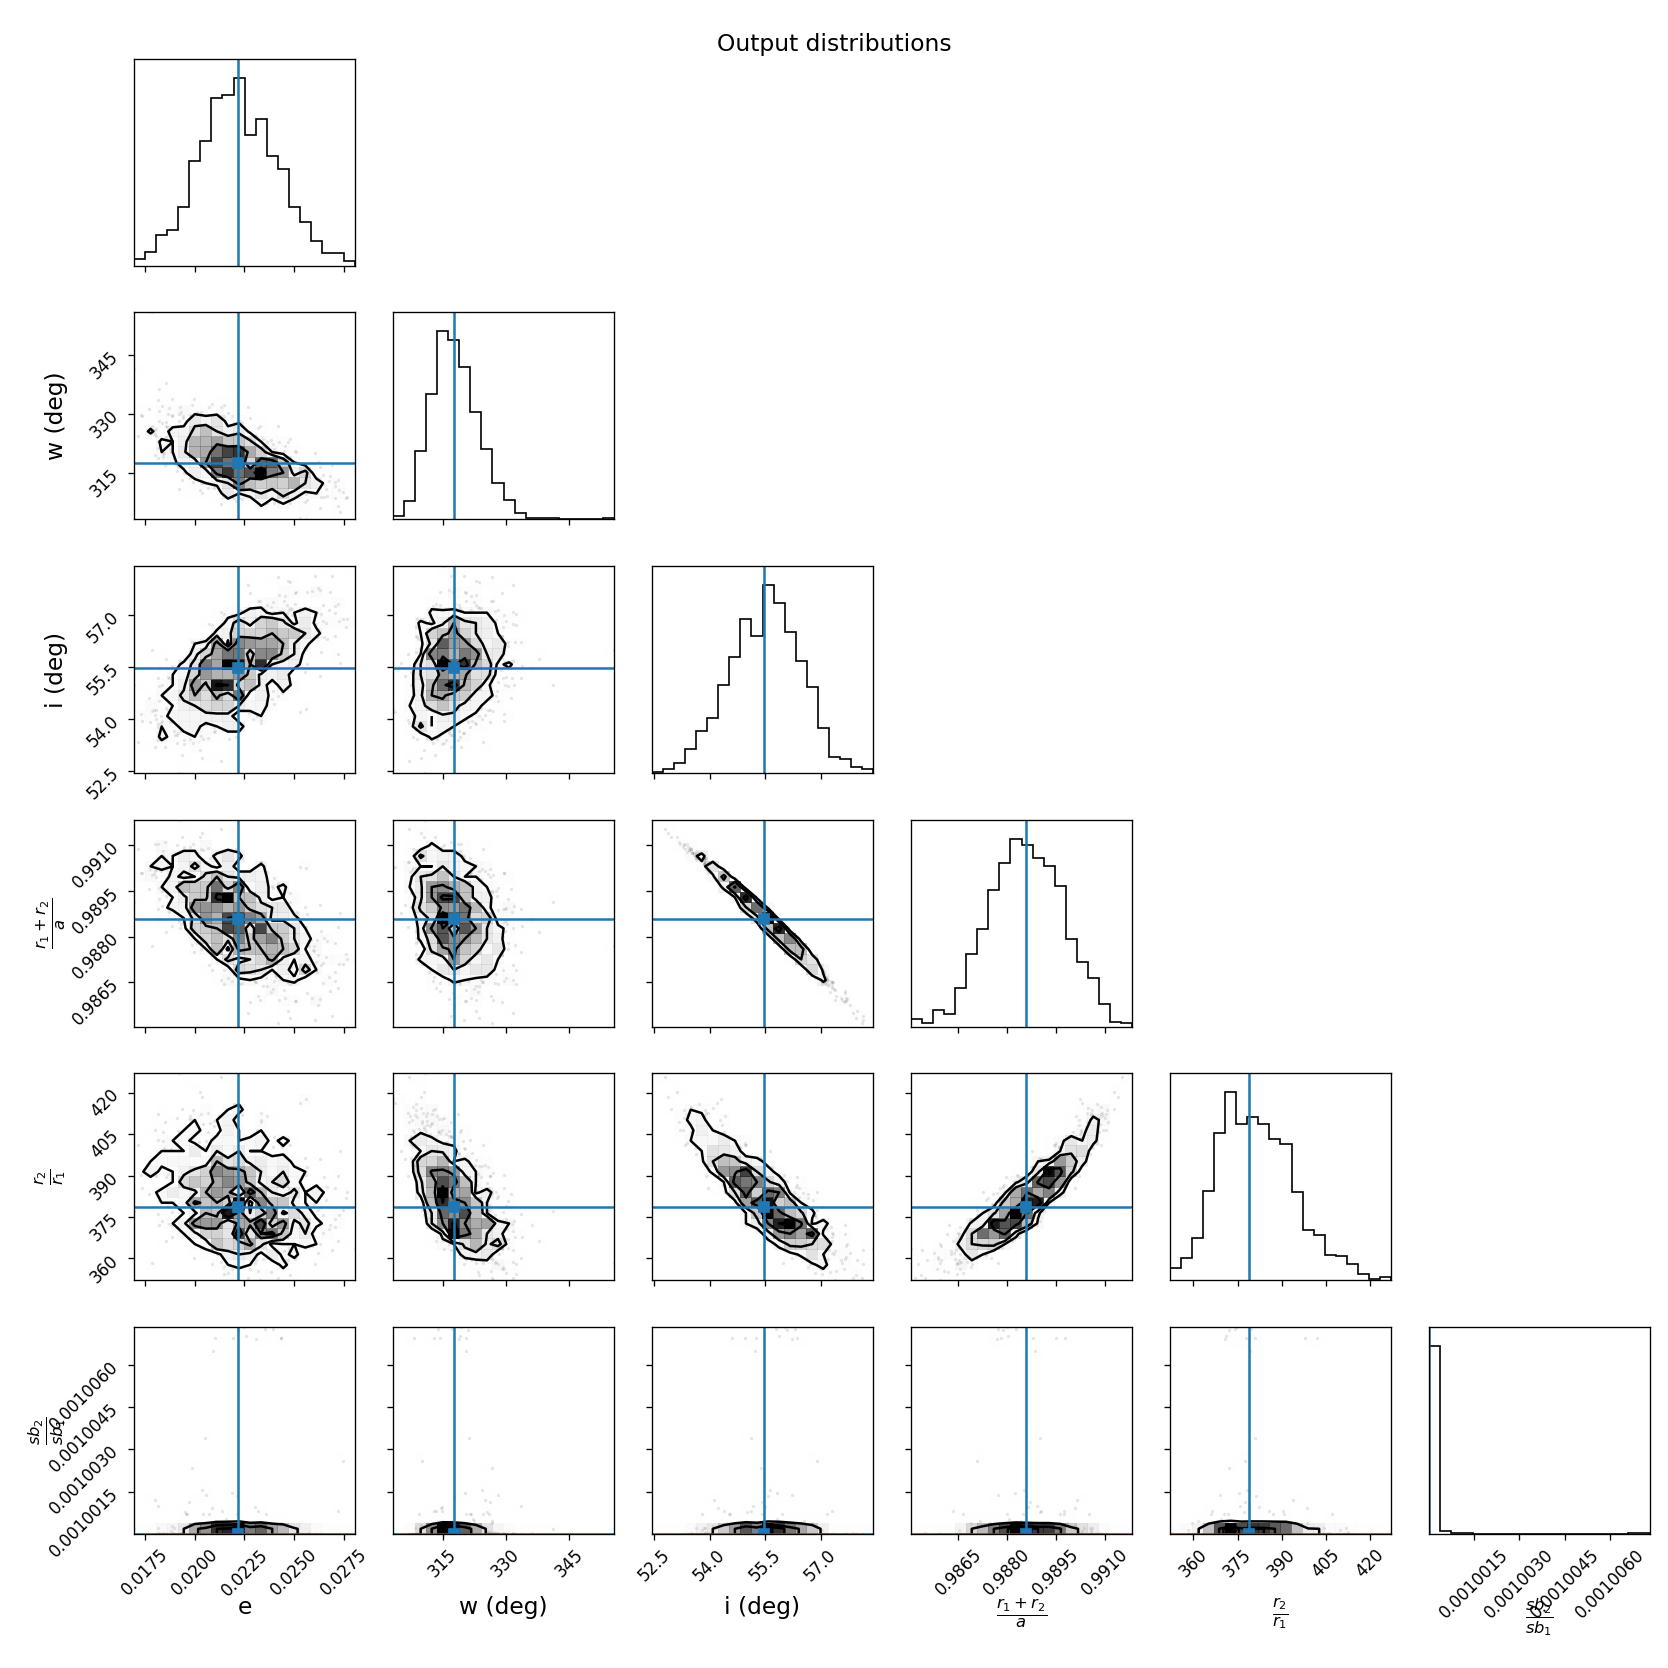 Output distributions
w (deg)
345
330
315
i (deg)
57.0
55.5
54.0
52.5
r₁ + r₂
a
0.9910
0.9895
0.9880
0.9865
r₂
r₁
420
405
390
375
360
sb₂
sb₁
0.0010060
0.0010045
0.0010030
0.0010015
0.0175 0.0200 0.0225 0.0250 0.0275
315 330 345
52.5 54.0 55.5 57.0
0.9865 0.9880 0.9895 0.9910
360 375 390 405 420
0.0010015 0.0010030 0.0010045 0.0010060
e
w (deg)
i (deg)
r₁ + r₂
a
r₂
r₁
sb₂
sb₁